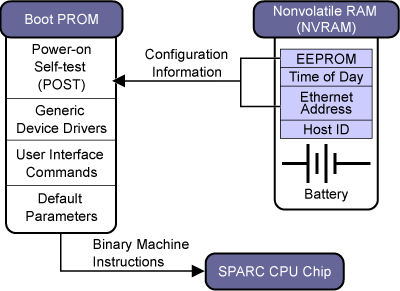 Boot PROM
Power-on
Self-test
(POST)
Generic
Device Drivers
User Interface
Commands
Default
Parameters
Configuration
Information
Nonvolatile RAM
(NVRAM)
EEPROM
Time of Day
Ethernet
Address
Host ID
Battery
Binary Machine
Instructions
SPARC CPU Chip